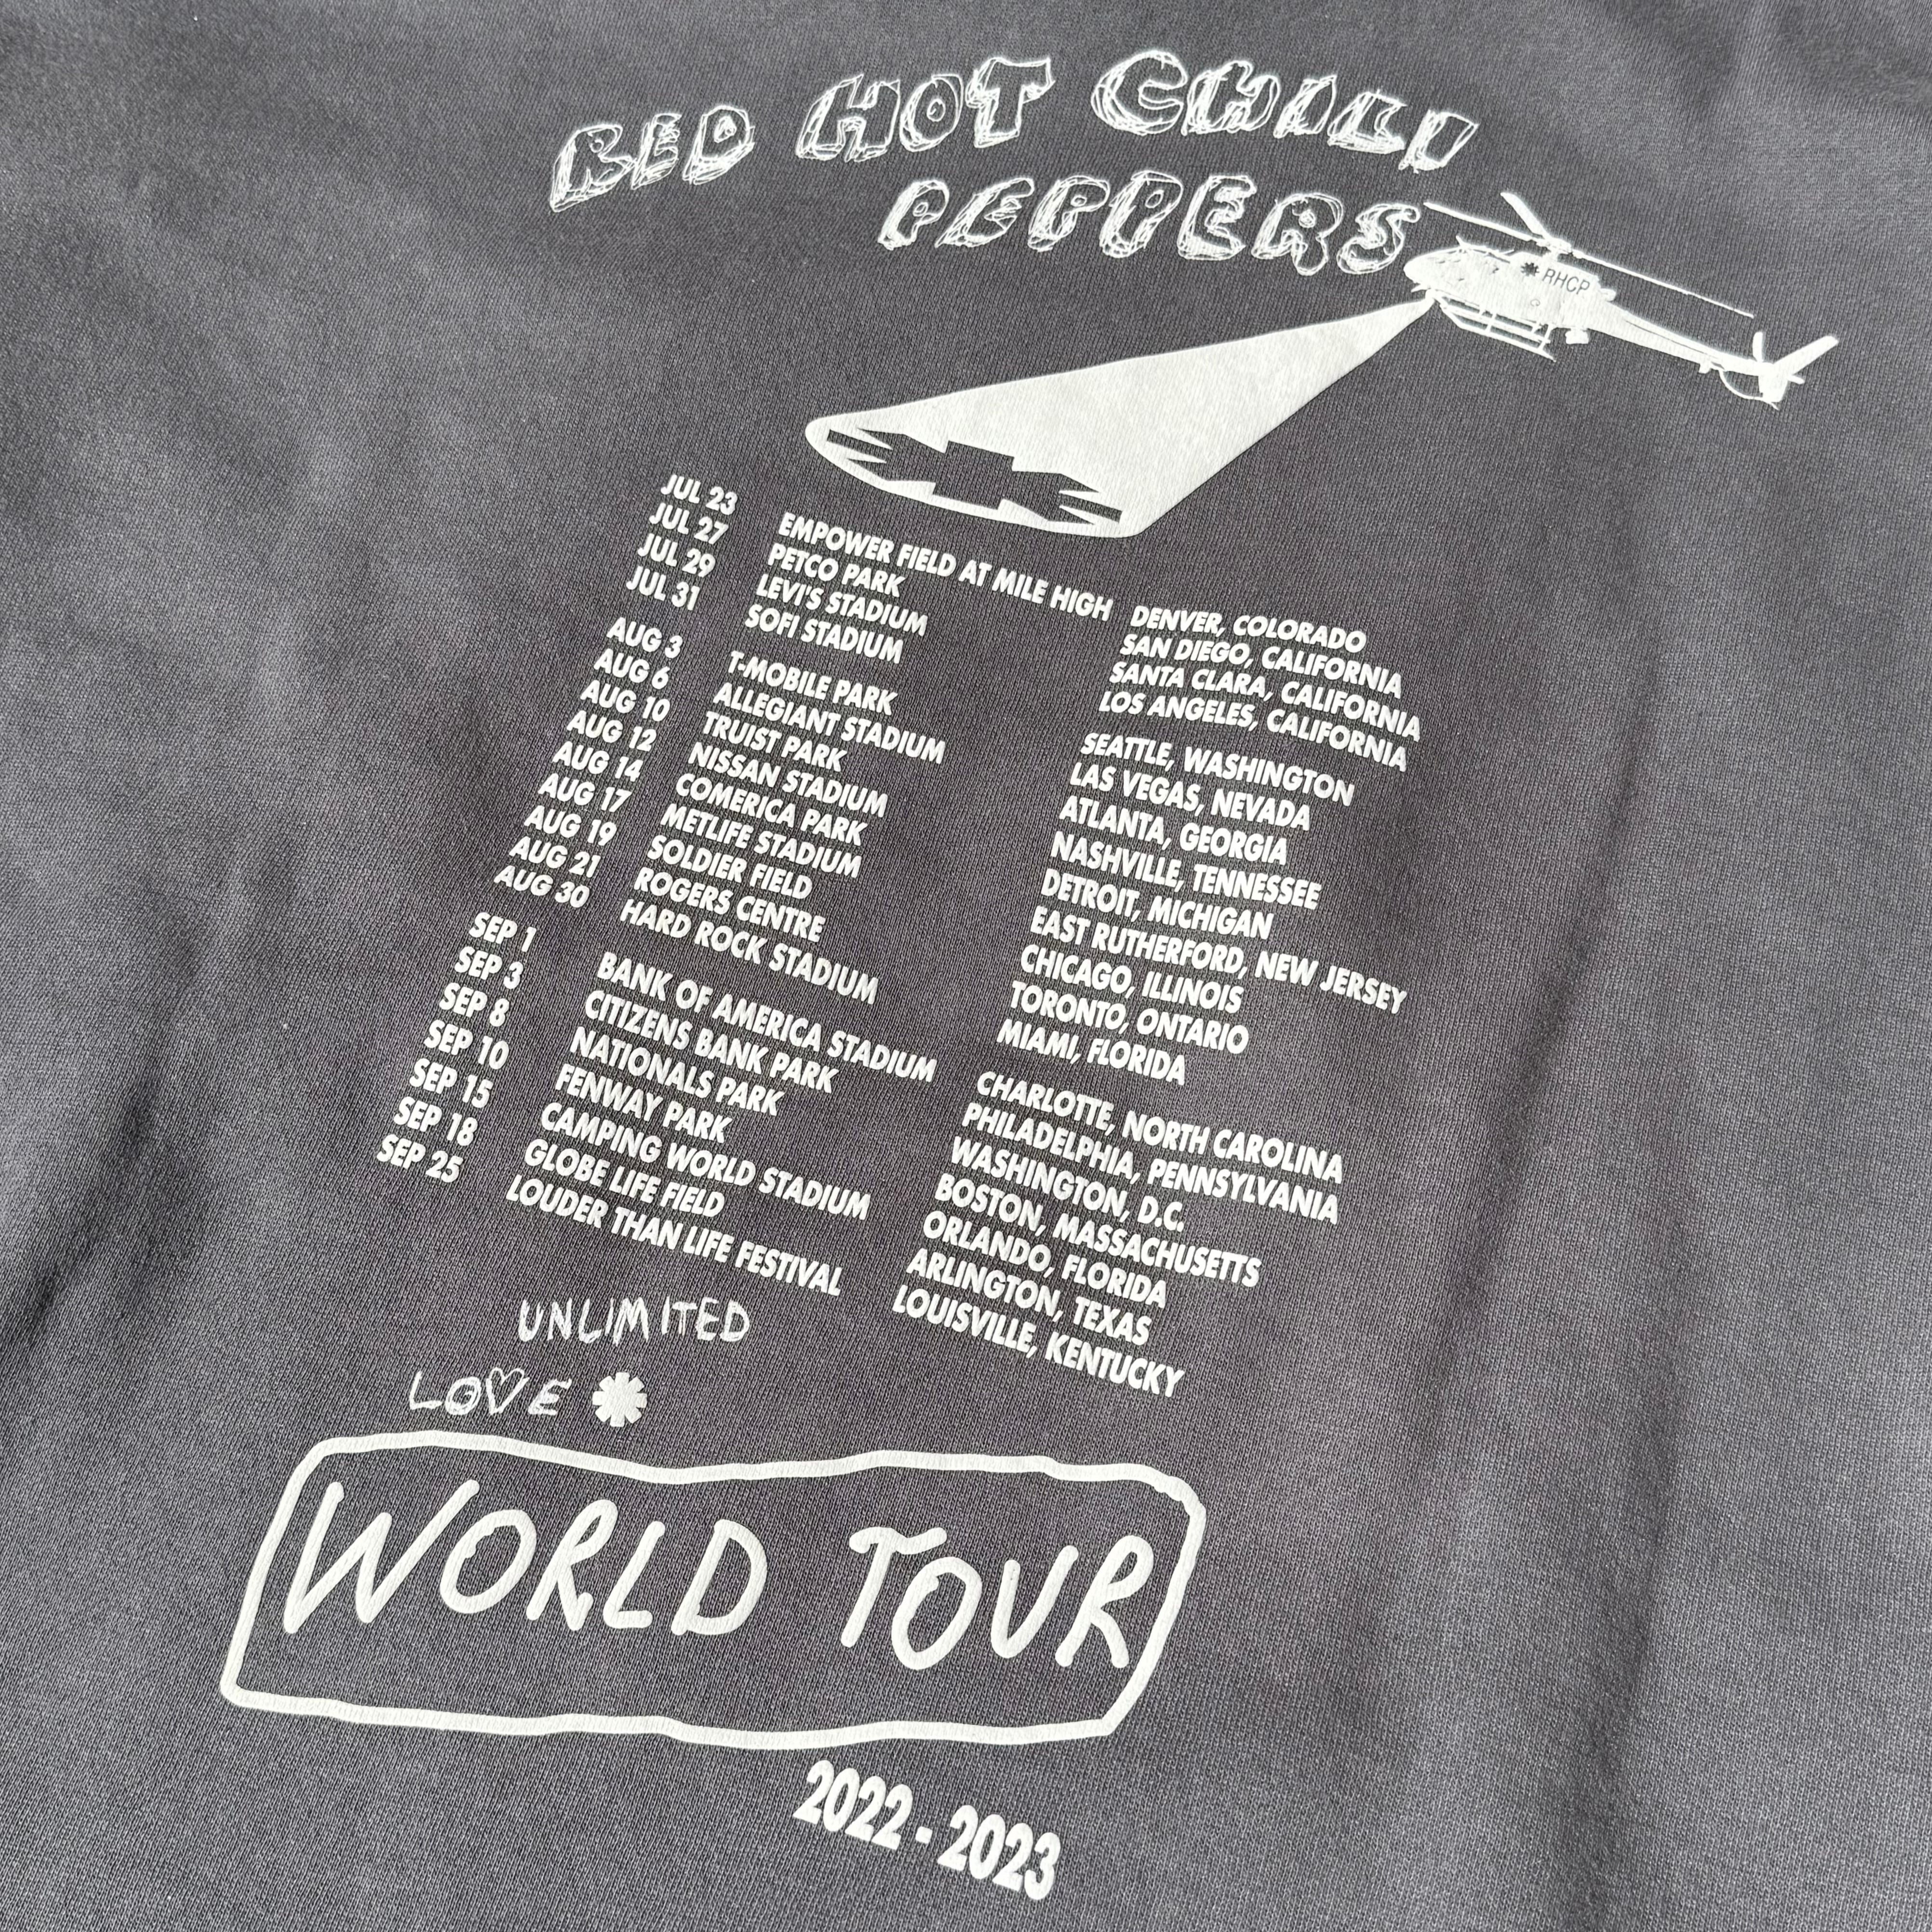 RED HOT CHILI
PEPPERS
RHCP
JUL 23 EMPOWER FIELD AT MILE HIGH DENVER, COLORADO
JUL 27 PETCO PARK SAN DIEGO, CALIFORNIA
JUL 29 LEVI'S STADIUM SANTA CLARA, CALIFORNIA
JUL 31 SOFI STADIUM LOS ANGELES, CALIFORNIA
AUG 3 T-MOBILE PARK SEATTLE, WASHINGTON
AUG 6 ALLEGIANT STADIUM LAS VEGAS, NEVADA
AUG 10 TRUIST PARK ATLANTA, GEORGIA
AUG 12 NISSAN STADIUM NASHVILLE, TENNESSEE
AUG 14 COMERICA PARK DETROIT, MICHIGAN
AUG 17 METLIFE STADIUM EAST RUTHERFORD, NEW JERSEY
AUG 19 SOLDIER FIELD CHICAGO, ILLINOIS
AUG 21 ROGERS CENTRE TORONTO, ONTARIO
AUG 30 HARD ROCK STADIUM MIAMI, FLORIDA
SEP 1 BANK OF AMERICA STADIUM CHARLOTTE, NORTH CAROLINA
SEP 3 CITIZENS BANK PARK PHILADELPHIA, PENNSYLVANIA
SEP 8 NATIONALS PARK WASHINGTON, D.C.
SEP 10 FENWAY PARK BOSTON, MASSACHUSETTS
SEP 15 CAMPING WORLD STADIUM ORLANDO, FLORIDA
SEP 18 GLOBE LIFE FIELD ARLINGTON, TEXAS
SEP 25 LOUDER THAN LIFE FESTIVAL LOUISVILLE, KENTUCKY
UNLIMITED
LOVE
WORLD TOUR
2022 - 2023